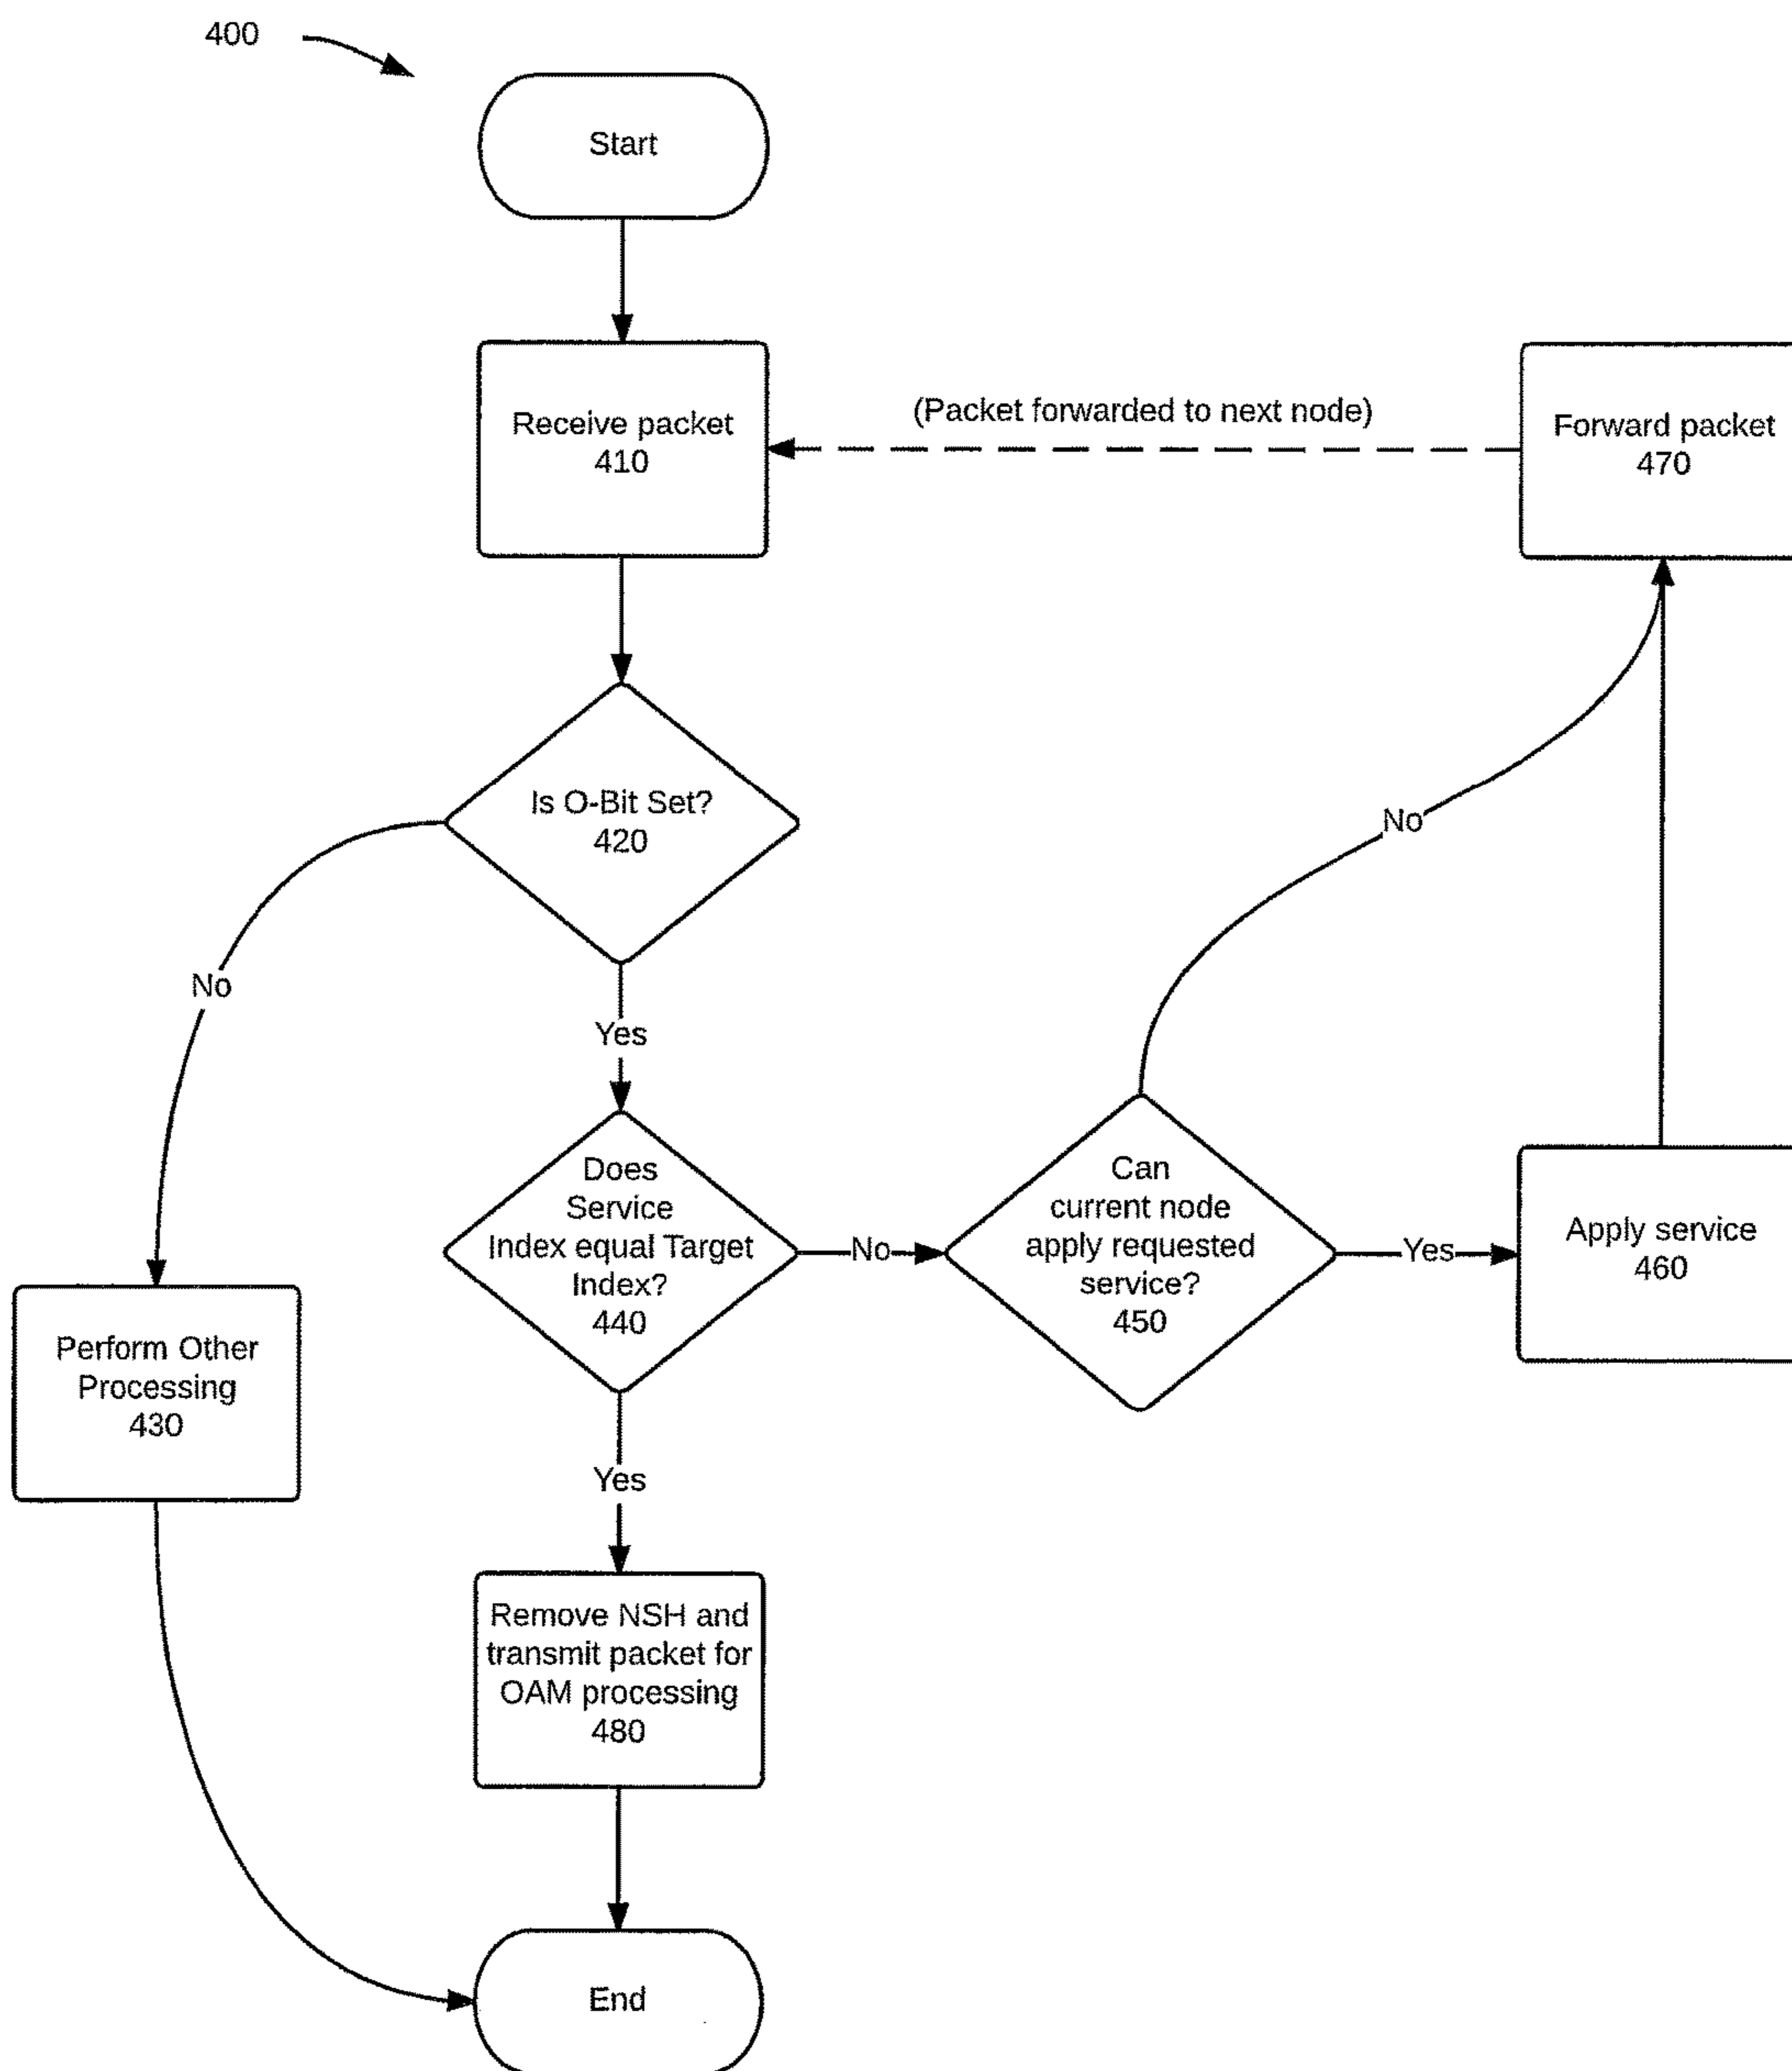 400
Start
Receive packet
410
(Packet forwarded to next node)
Forward packet
470
Is O-Bit Set?
420
No
No
Yes
Does
Service
Index equal Target
Index?
440
No
Can
current node
apply requested
service?
450
Yes
Apply service
460
Perform Other
Processing
430
Yes
Remove NSH and
transmit packet for
OAM processing
480
End